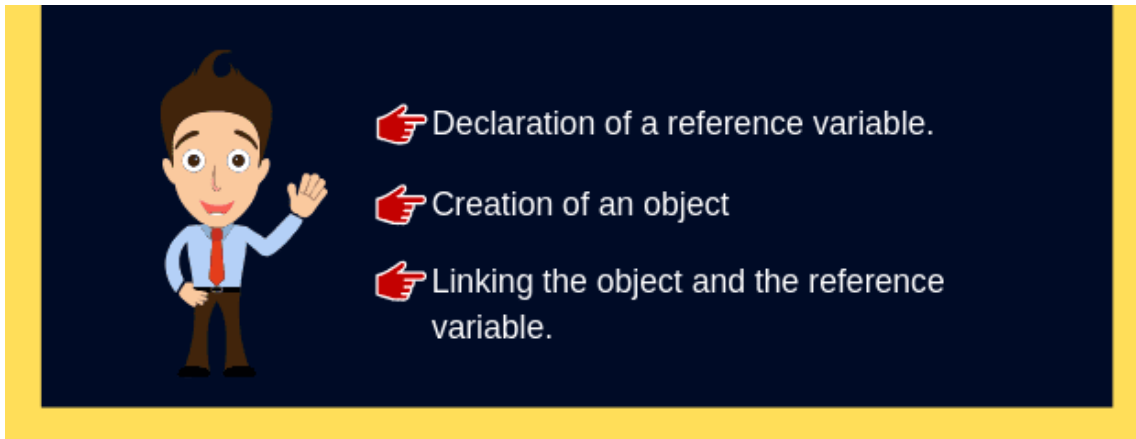 Declaration of a reference variable.
Creation of an object
Linking the object and the reference
variable.